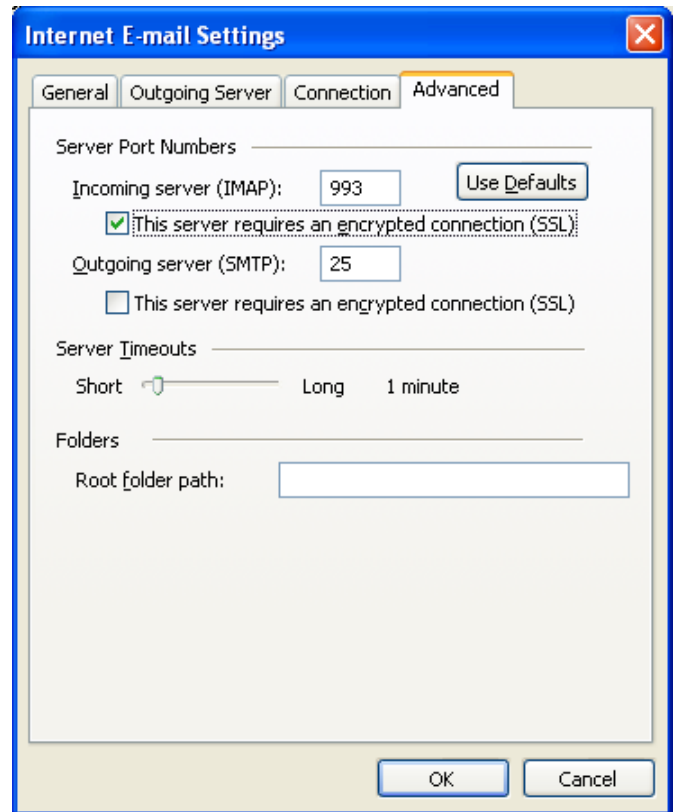 Internet E-mail Settings
General Outgoing Server Connection Advanced
Server Port Numbers
Incoming server (IMAP): 993 Use Defaults
This server requires an encrypted connection (SSL)
Outgoing server (SMTP): 25
This server requires an encrypted connection (SSL)
Server Timeouts
Short Long 1 minute
Folders
Root folder path:
OK Cancel